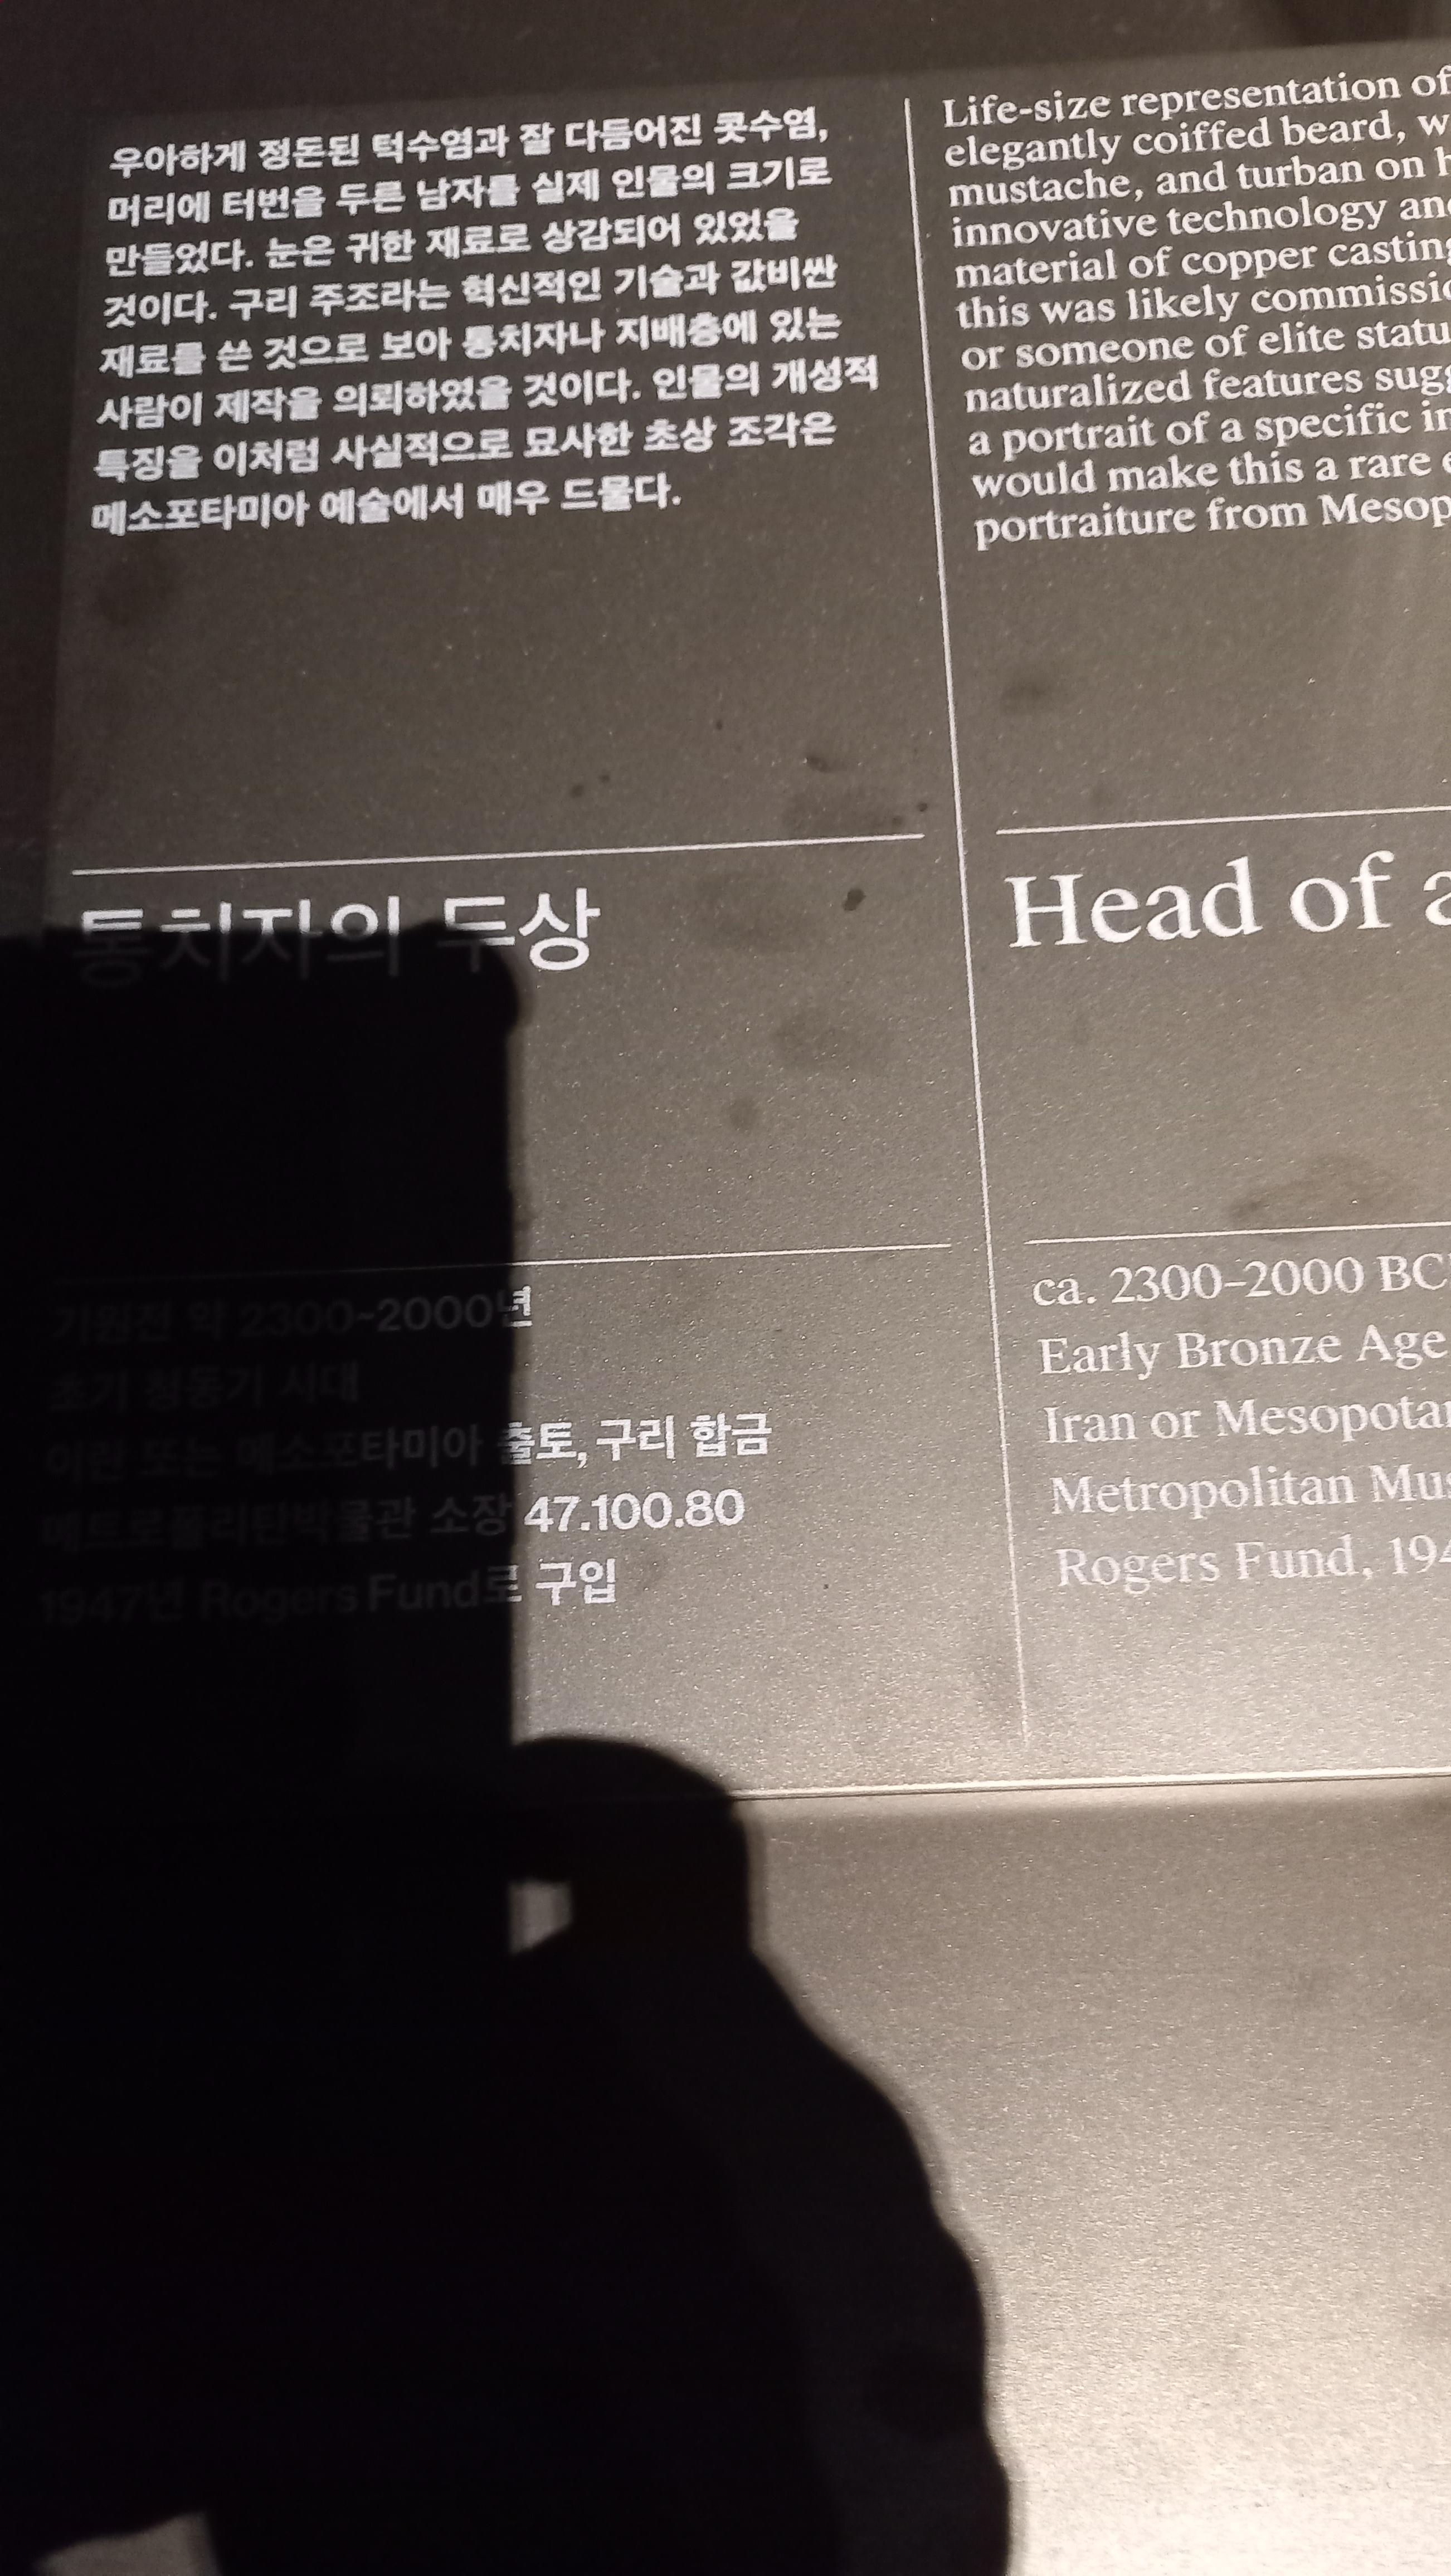 우아하게 정돈된 턱수염과 잘 다듬어진 콧수염,
머리에 터번을 두른 남자를 실제 인물의 크기로
만들었다. 눈은 귀한 재료로 상감되어 있었을
것이다. 구리 주조라는 혁신적인 기술과 값비싼
재료를 쓴 것으로 보아 통치자나 지배층에 있는
사람이 제작을 의뢰하였을 것이다. 인물의 개성적
특징을 이처럼 사실적으로 묘사한 초상 조각은
메소포타미아 예술에서 매우 드물다.
통치자의 두상
기원전 약 2300~2000년
초기 청동기 시대
이란 또는 메소포타미아 출토, 구리 합금
메트로폴리탄박물관 소장 47.100.80
1947년 Rogers Fund로 구입
Life-size representation of
elegantly coiffed beard,
mustache, and turban on
innovative technology
material of copper
this was likely
or someone of elite
naturalized features
a portrait of a specific
would make this a rare
portraiture from
Head of a
ca. 2300–2000
Early Bronze Age
Iran or
Metropolitan
Rogers Fund,